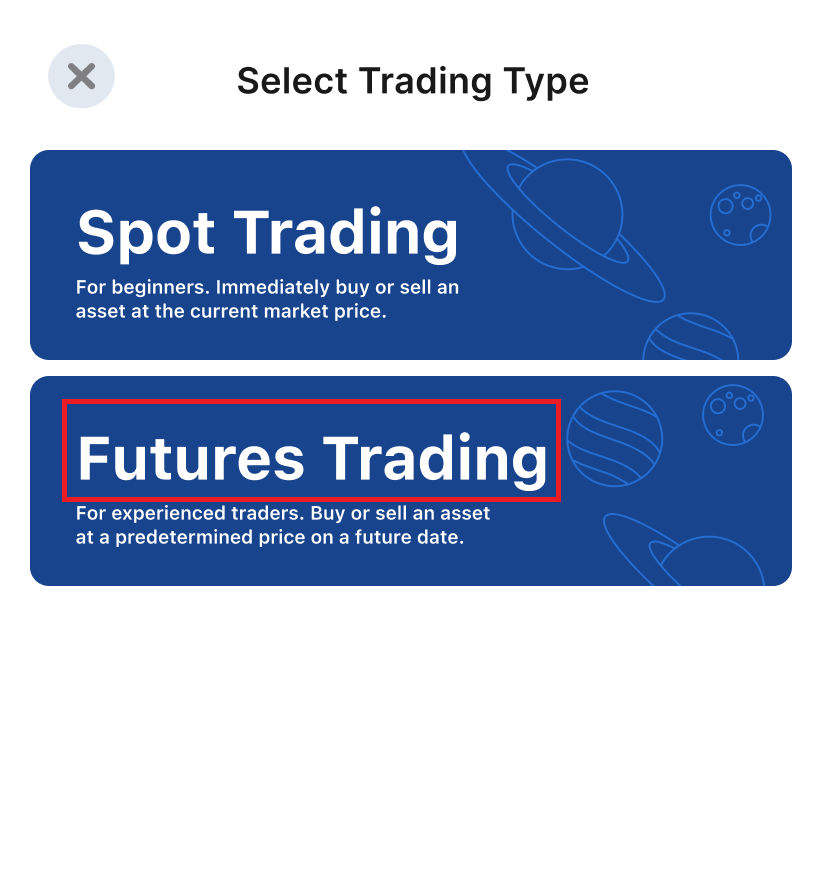 Select Trading Type
Spot Trading
For beginners. Immediately buy or sell an
asset at the current market price.
Futures Trading
For experienced traders. Buy or sell an asset
at a predetermined price on a future date.